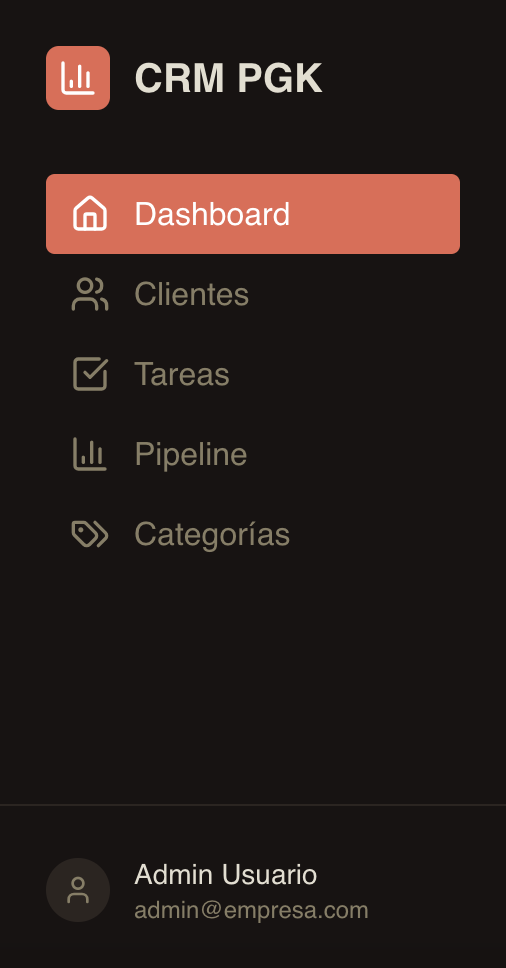 CRM PGK
Dashboard
Clientes
Tareas
Pipeline
Categorías
Admin Usuario
admin@empresa.com